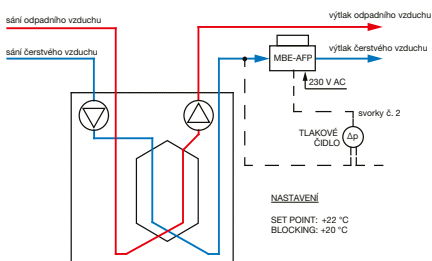 sání odpadního vzduchu
výtlak odpadního vzduchu
sání čerstvého vzduchu
výtlak čerstvého vzduchu
MBE-AFP
230 V AC
svorky č. 2
TLAKOVÉ
ČIDLO
Δp
NASTAVENÍ
SET POINT: +22 °C
BLOCKING: +20 °C